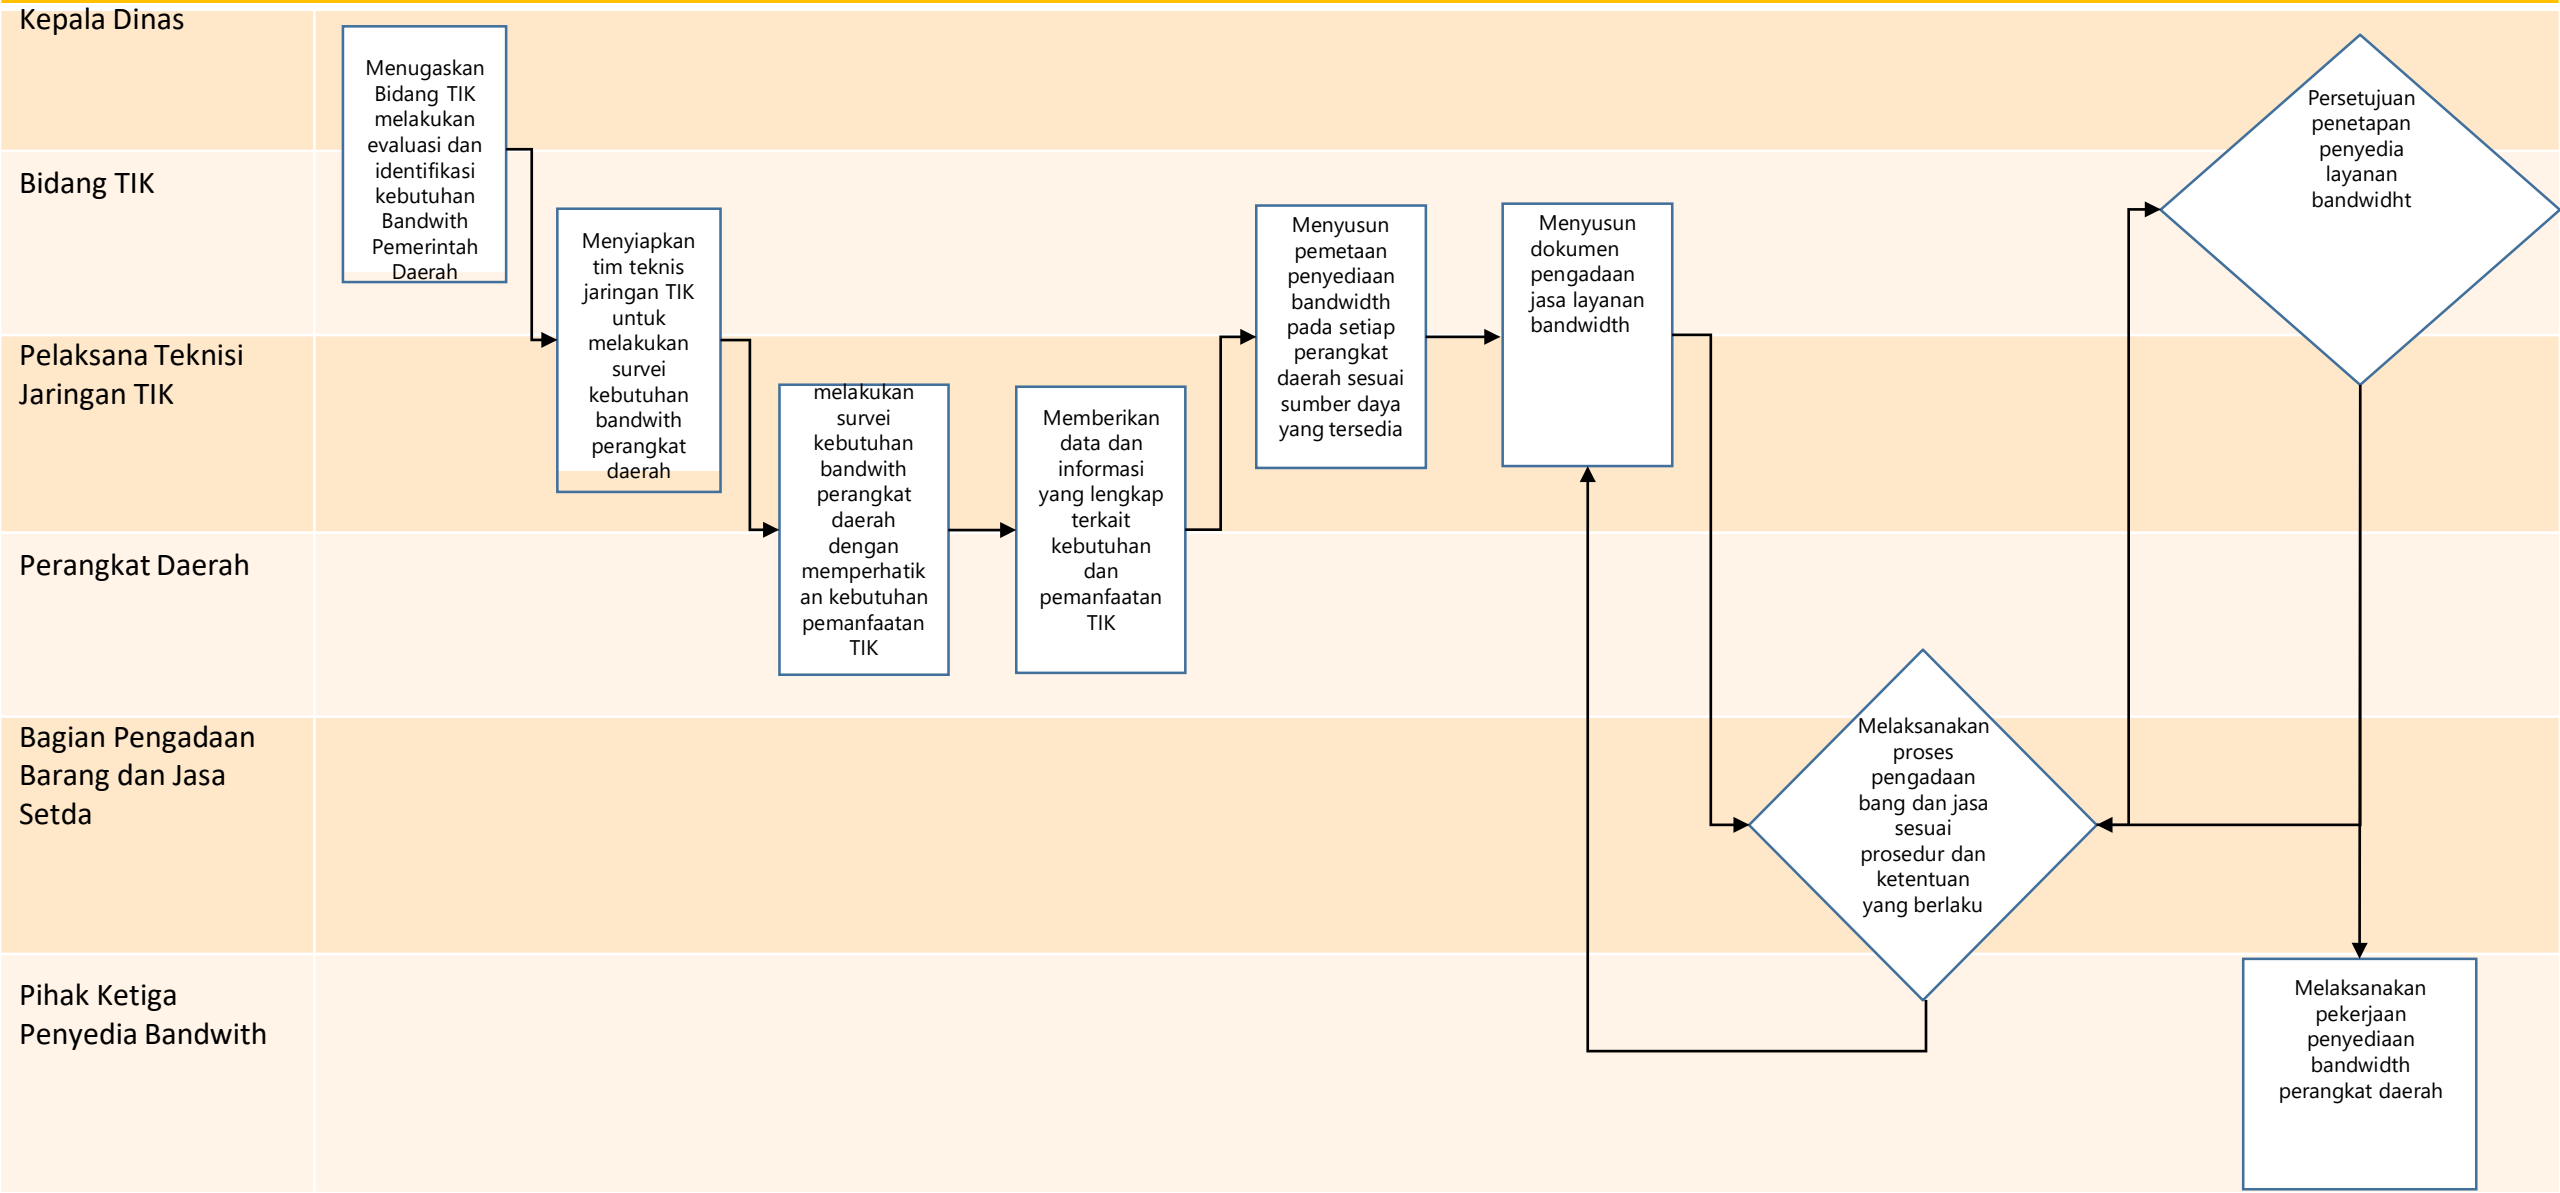 Kepala Dinas
Bidang TIK
Pelaksana Teknisi
Jaringan TIK
Perangkat Daerah
Bagian Pengadaan
Barang dan Jasa
Setda
Pihak Ketiga
Penyedia Bandwith
Menugaskan
Bidang TIK
melakukan
evaluasi dan
identifikasi
kebutuhan
Bandwith
Pemerintah
Daerah
Menyiapkan
tim teknis
jaringan TIK
untuk
melakukan
survei
kebutuhan
bandwith
perangkat
daerah
melakukan
survei
kebutuhan
bandwith
perangkat
daerah
dengan
memperhatik
an kebutuhan
pemanfaatan
TIK
Memberikan
data dan
informasi
yang lengkap
terkait
kebutuhan
dan
pemanfaatan
TIK
Menyusun
pemetaan
penyediaan
bandwidth
pada setiap
perangkat
daerah sesuai
sumber daya
yang tersedia
Menyusun
dokumen
pengadaan
jasa layanan
bandwidth
Melaksanakan
proses
pengadaan
bang dan jasa
sesuai
prosedur dan
ketentuan
yang berlaku
Persetujuan
penetapan
penyedia
layanan
bandwidht
Melaksanakan
pekerjaan
penyediaan
bandwidth
perangkat daerah